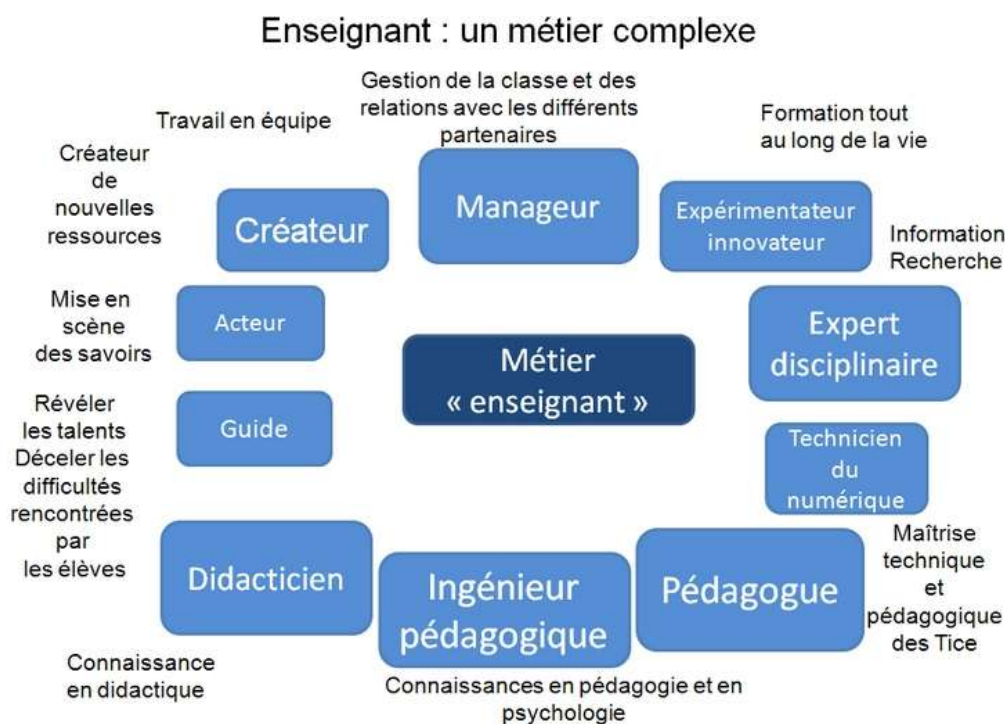 Enseignant : un métier complexe
Gestion de la classe et des
relations avec les différents
partenaires
Travail en équipe
Formation tout
au long de la vie
Créateur
de
nouvelles
ressources
Créateur
Manageur
Expérimentateur
innovateur
Information
Recherche
Mise en
scène
des savoirs
Acteur
Métier
« enseignant »
Expert
disciplinaire
Révéler
les talents
Déceler les
difficultés
rencontrées
par
les élèves
Guide
Technicien
du
numérique
Didacticien
Ingénieur
pédagogique
Pédagogue
Maîtrise
technique
et
pédagogique
des Tice
Connaissance
en didactique
Connaissances en pédagogie et en
psychologie